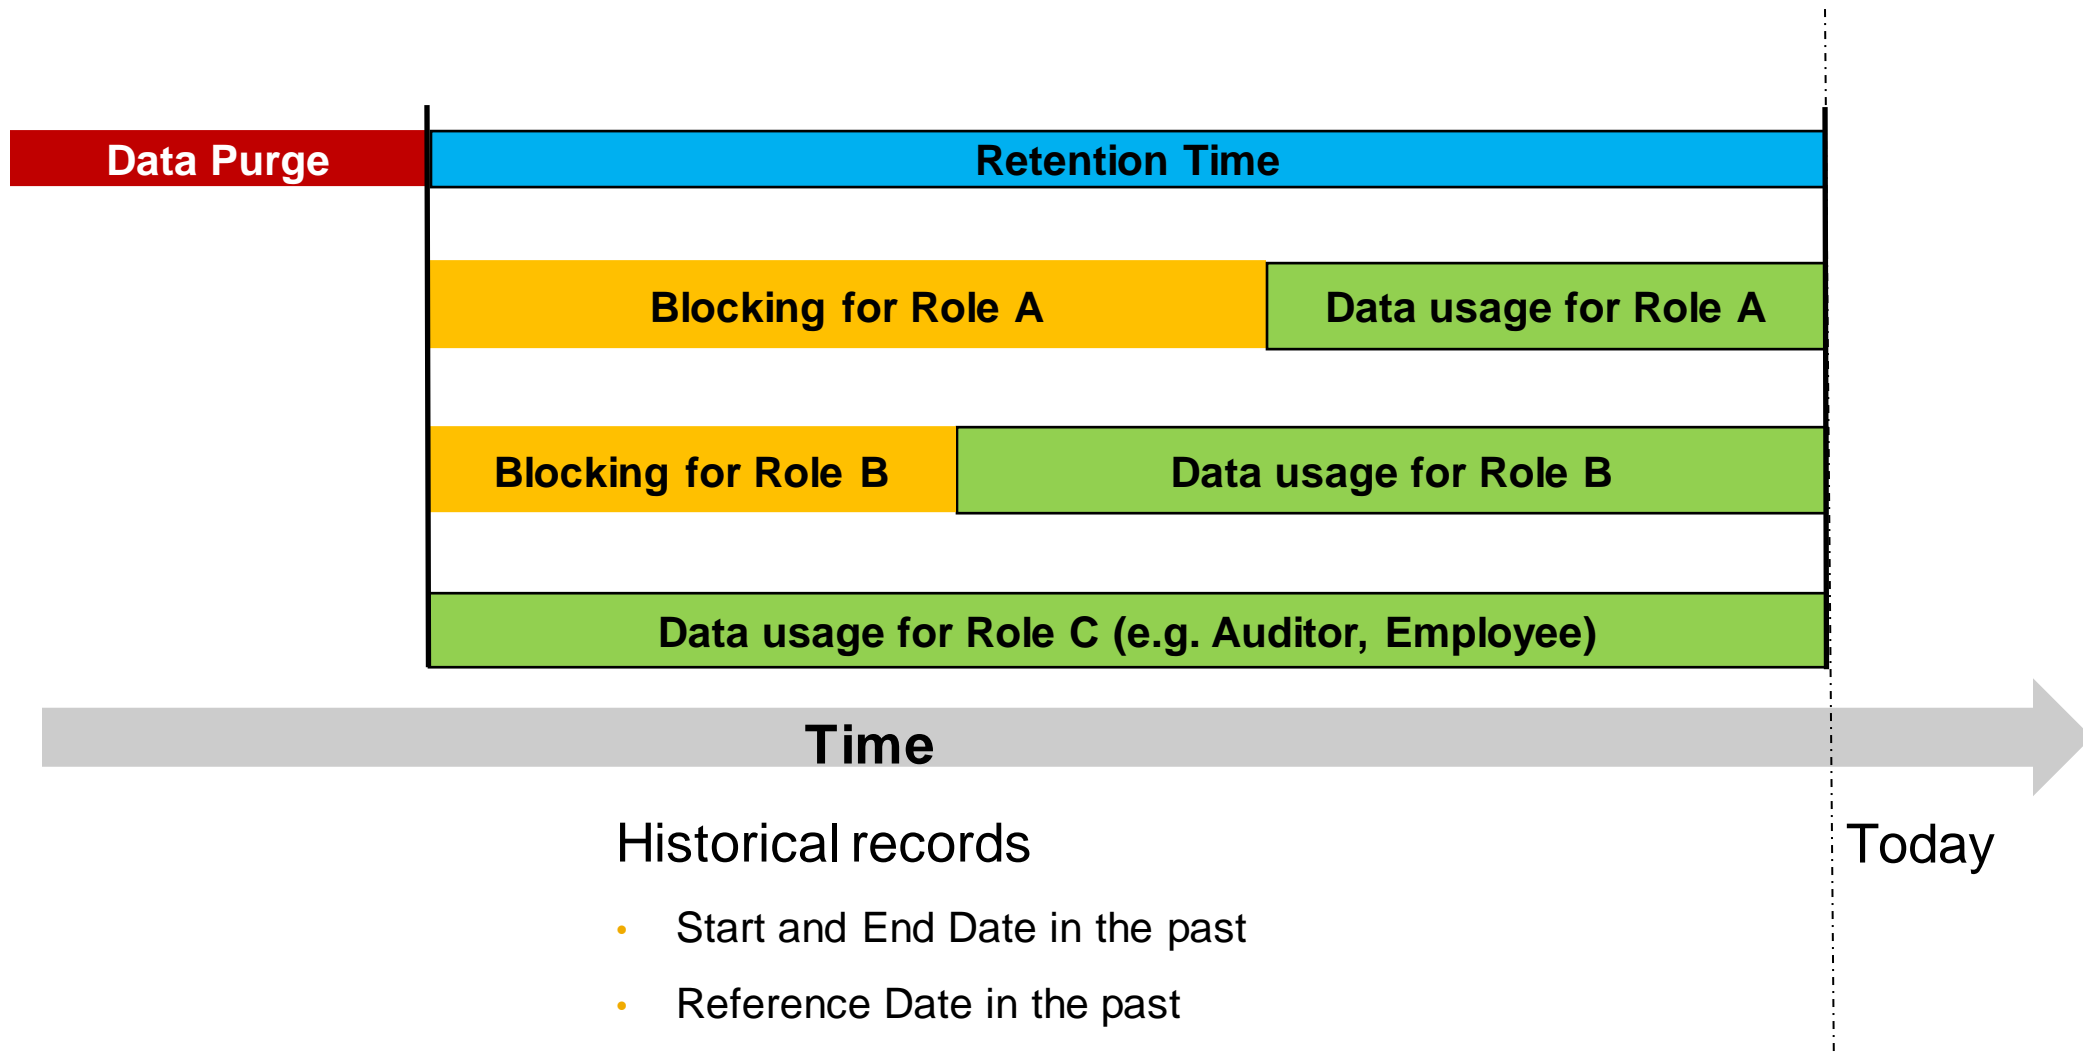 Data Purge
Retention Time
Blocking for Role A
Data usage for Role A
Blocking for Role B
Data usage for Role B
Data usage for Role C (e.g. Auditor, Employee)
Time
Historical records
Today
• Start and End Date in the past
• Reference Date in the past